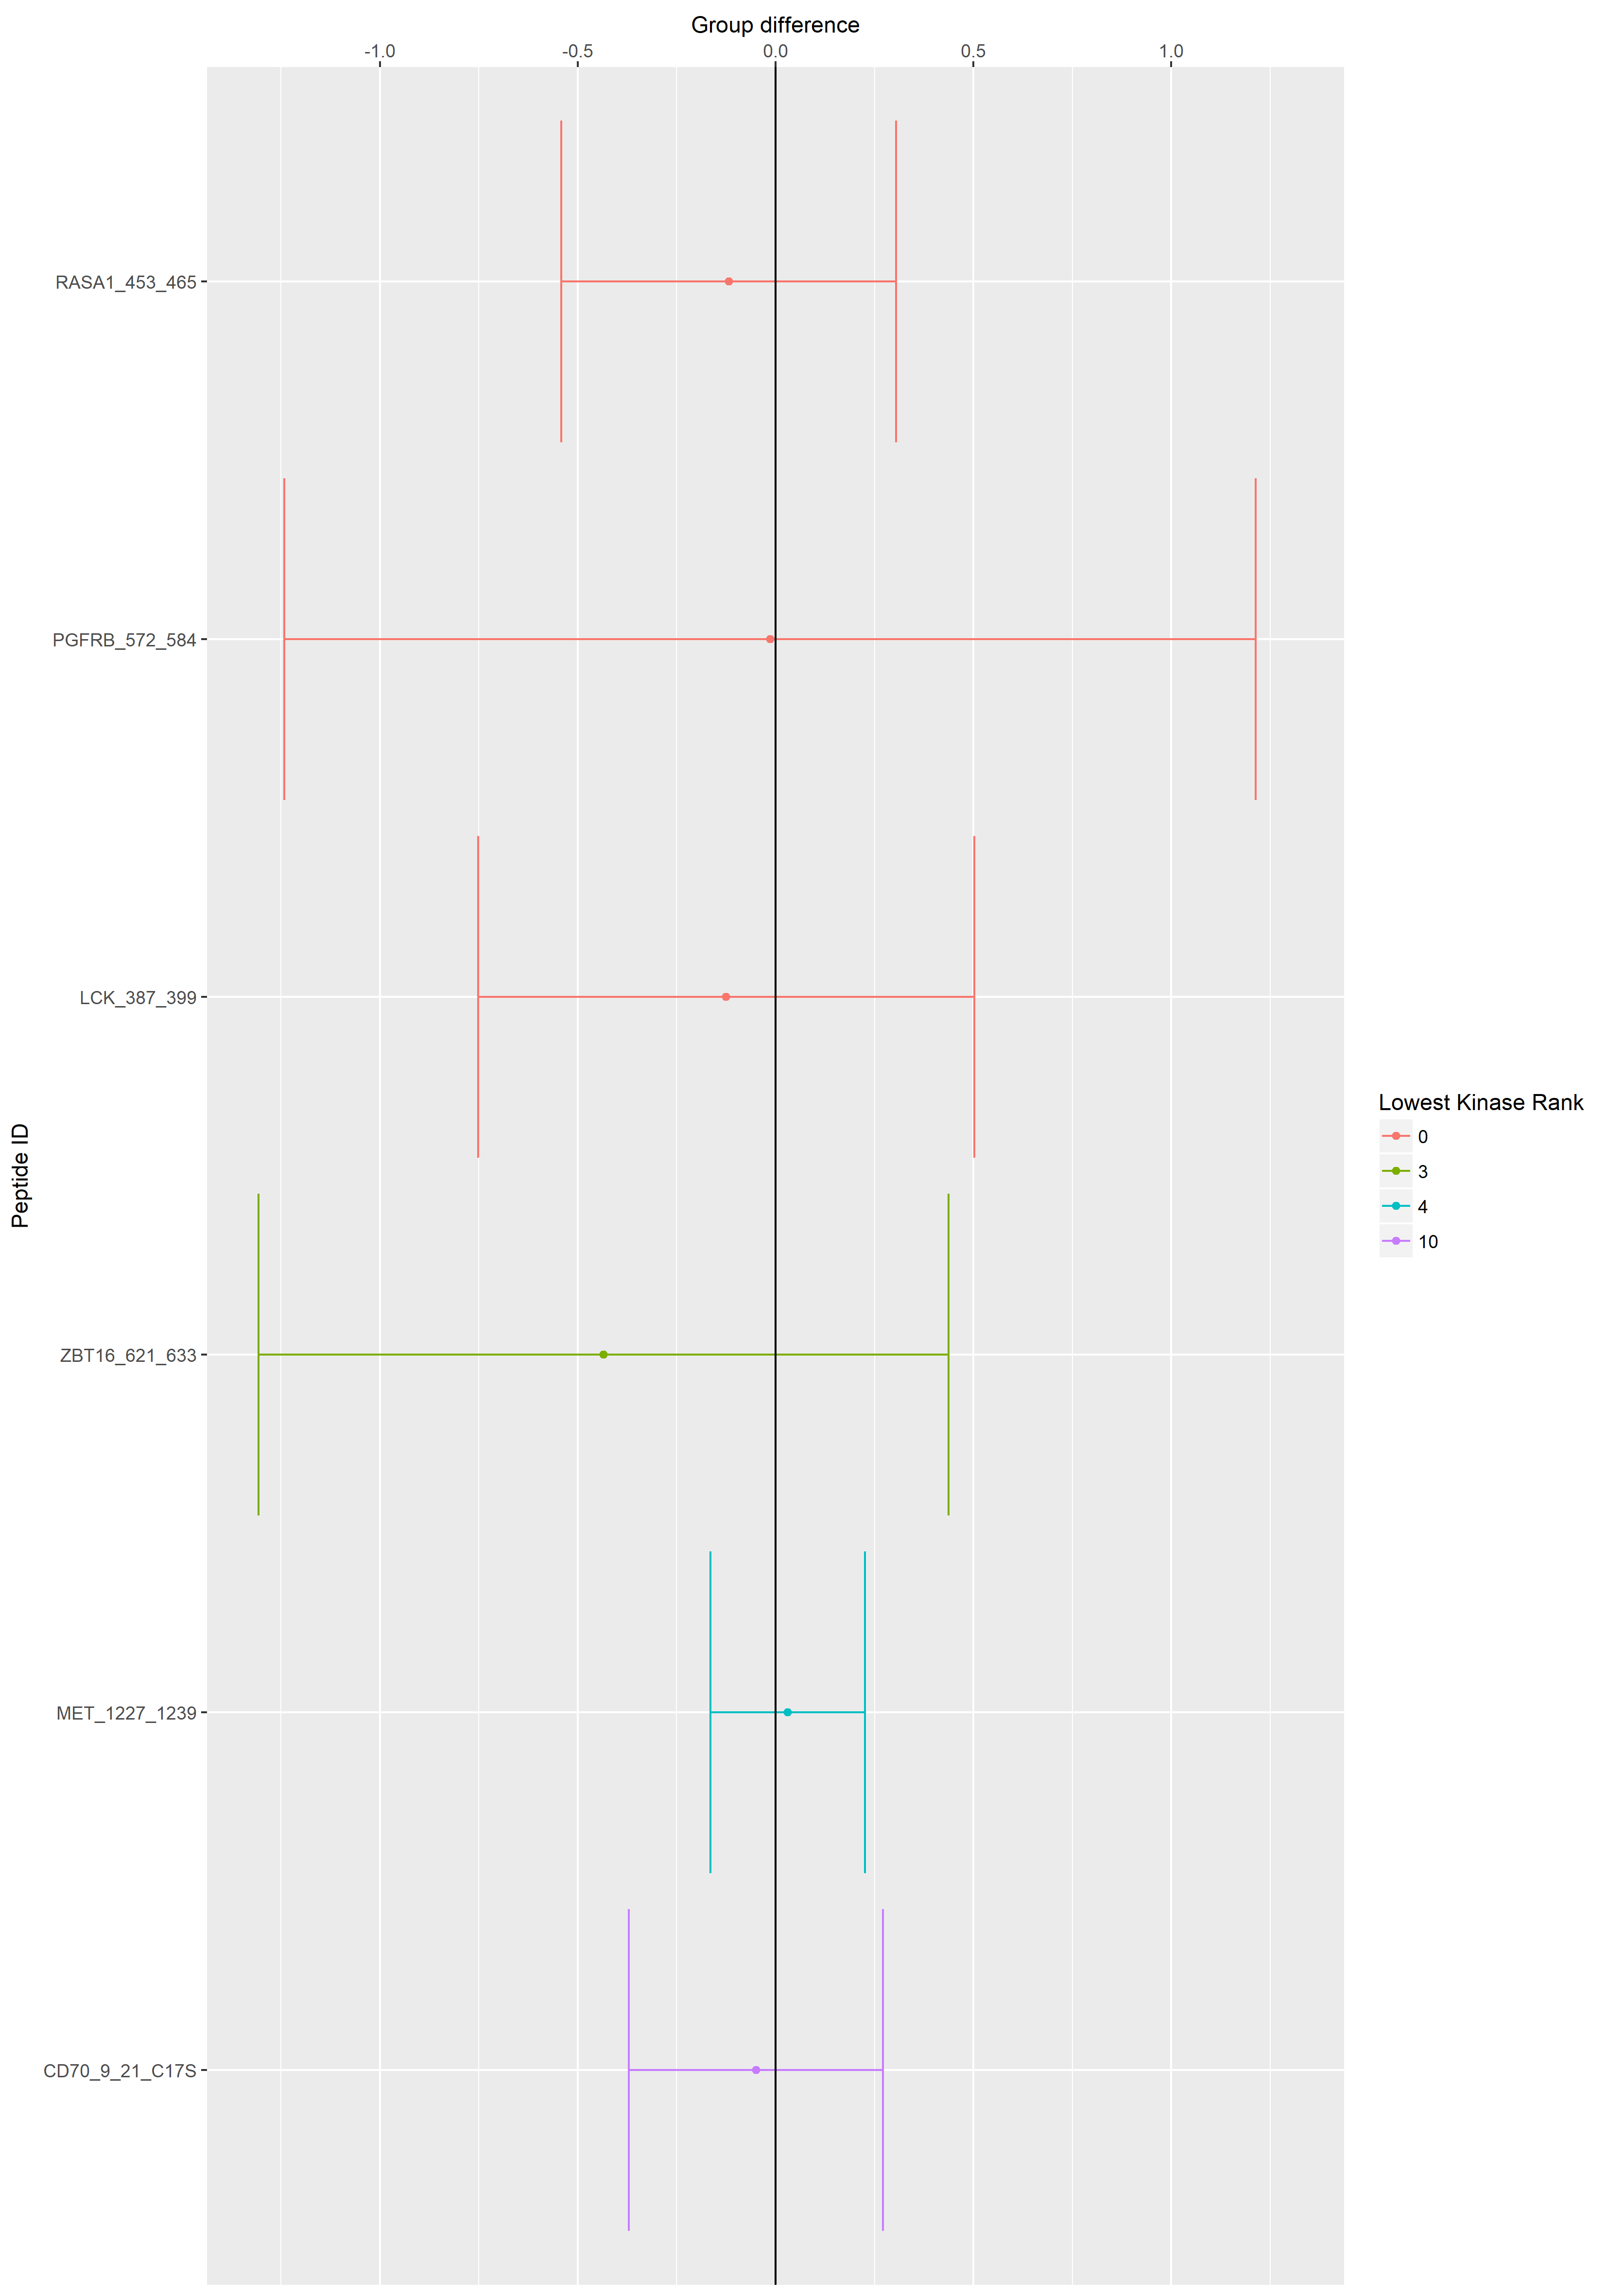 Group difference
-1.0 -0.5 0.0 0.5 1.0
RASA1_453_465
PGFRB_572_584
LCK_387_399
ZBT16_621_633
MET_1227_1239
CD70_9_21_C17S
Peptide ID
Lowest Kinase Rank
0
3
4
10